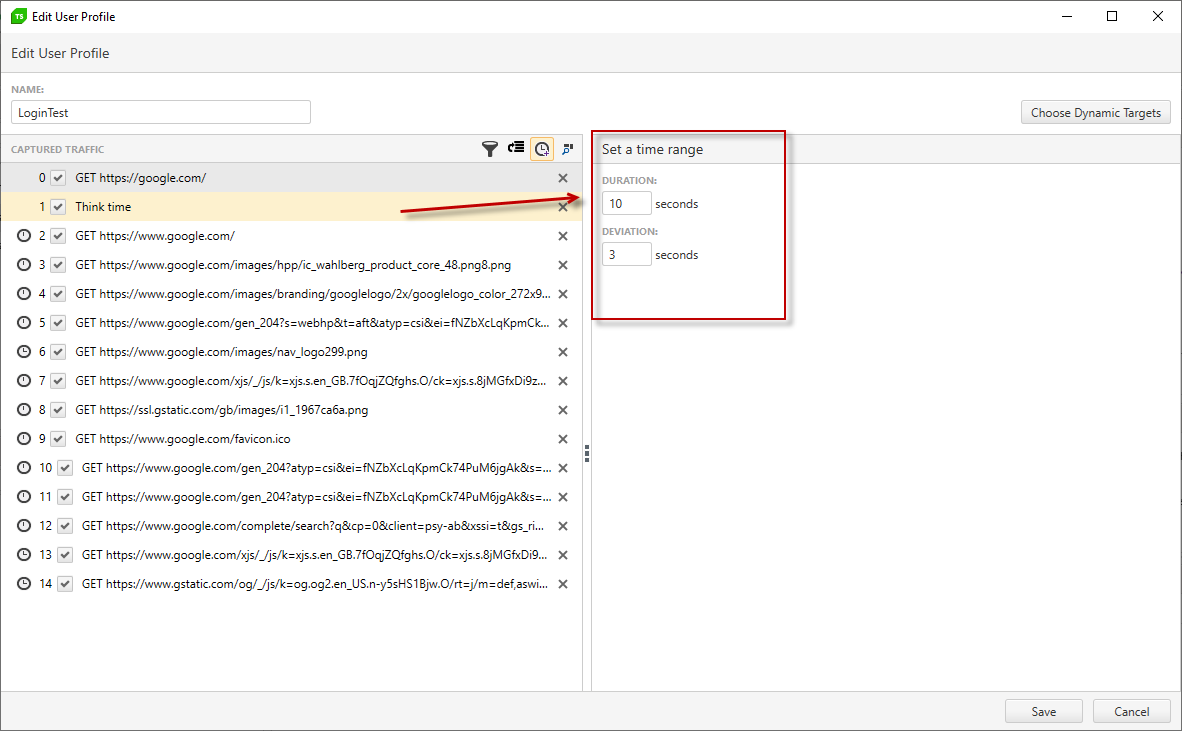 TS Edit User Profile
Edit User Profile
NAME:
LoginTest
Choose Dynamic Targets
CAPTURED TRAFFIC
0 GET https://google.com/
1 Think time
2 GET https://www.google.com/
3 GET https://www.google.com/images/hpp/ic_wahlberg_product_core_48.png8.png
4 GET https://www.google.com/images/branding/googlelogo/2x/googlelogo_color_272x9...
5 GET https://www.google.com/gen_204?s=webhp&t=aft&atyp=csi&ei=fNZbXcLqKpmCk...
6 GET https://www.google.com/images/nav_logo299.png
7 GET https://www.google.com/xjs/_/js/k=xjs.s.en_GB.7fOqjZQfghs.O/ck=xjs.s.8jMGfxDi9z...
8 GET https://ssl.gstatic.com/gb/images/i1_1967ca6a.png
9 GET https://www.google.com/favicon.ico
10 GET https://www.google.com/gen_204?atyp=csi&ei=fNZbXcLqKpmCk74PuM6jgAk&s=...
11 GET https://www.google.com/gen_204?atyp=csi&ei=fNZbXcLqKpmCk74PuM6jgAk&s=...
12 GET https://www.google.com/complete/search?q&cp=0&client=psy-ab&xssi=t&gs_ri...
13 GET https://www.google.com/xjs/_/js/k=xjs.s.en_GB.7fOqjZQfghs.O/ck=xjs.s.8jMGfxDi9...
14 GET https://www.gstatic.com/og/_/js/k=og.og2.en_US.n-y5sHS1Bjw.O/rt=j/m=def,aswi...
Set a time range
DURATION:
10 seconds
DEVIATION:
3 seconds
Save
Cancel